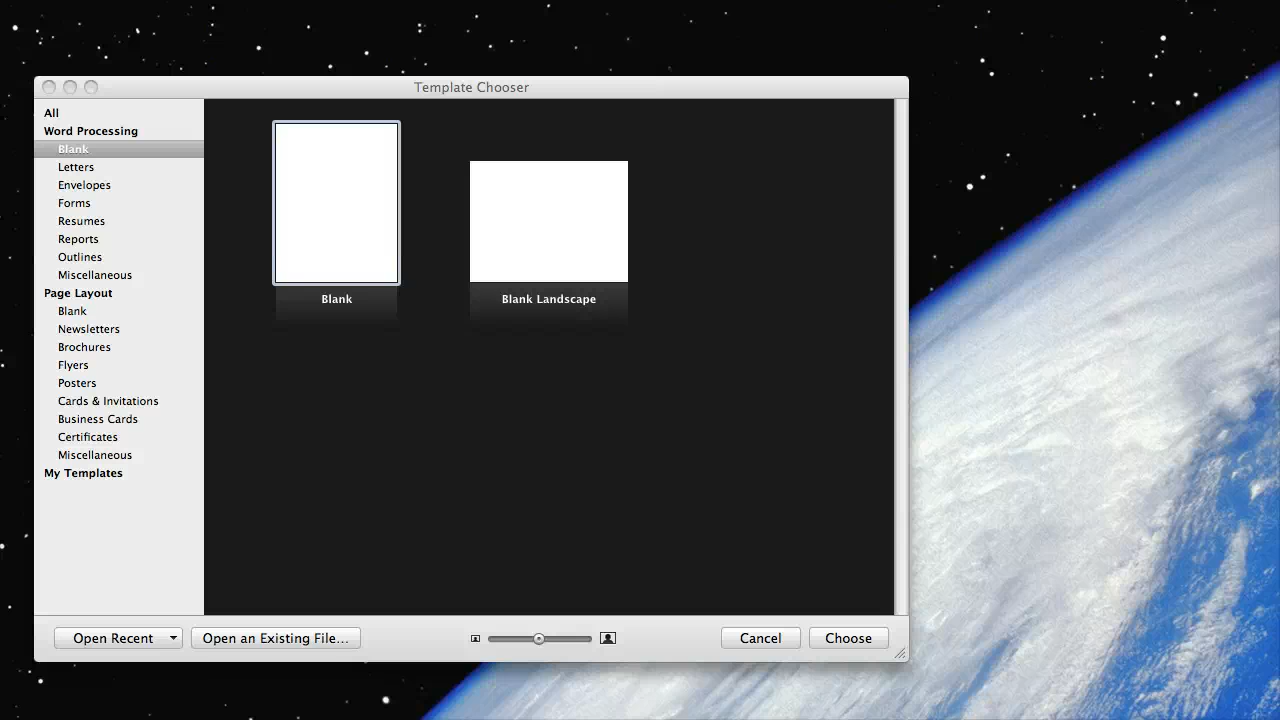 Template Chooser
All
Word Processing
Blank
Letters
Envelopes
Forms
Resumes
Reports
Outlines
Miscellaneous
Page Layout
Blank
Newsletters
Brochures
Flyers
Posters
Cards & Invitations
Business Cards
Certificates
Miscellaneous
My Templates
Blank
Blank Landscape
Open Recent
Open an Existing File...
Cancel
Choose